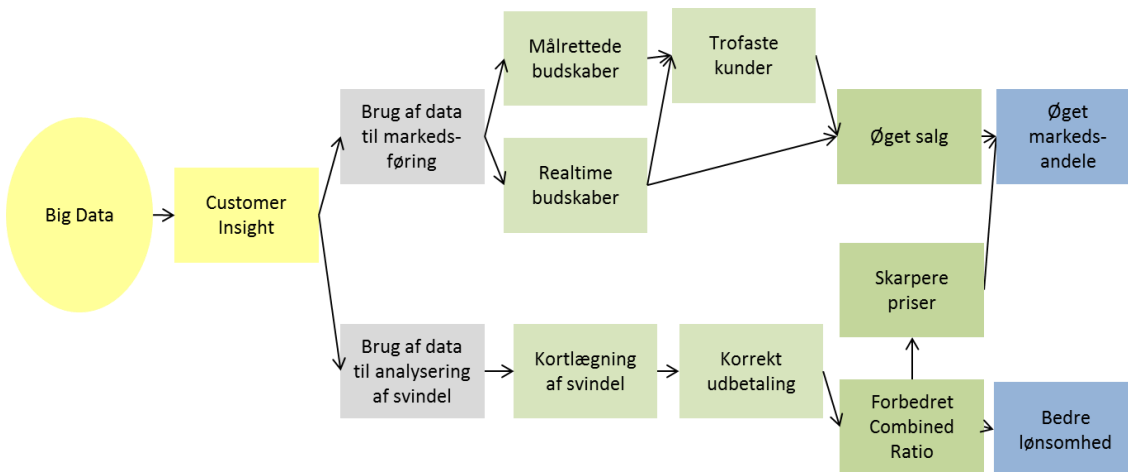 Big Data
Customer
Insight
Brug af data
til markeds-
føring
Målrettede
budskaber
Realtime
budskaber
Trofaste
kunder
Øget salg
Øget
markeds-
andele
Skarpere
priser
Brug af data
til analysering
af svindel
Kortlægning
af svindel
Korrekt
udbetaling
Forbedret
Combined
Ratio
Bedre
lønsomhed